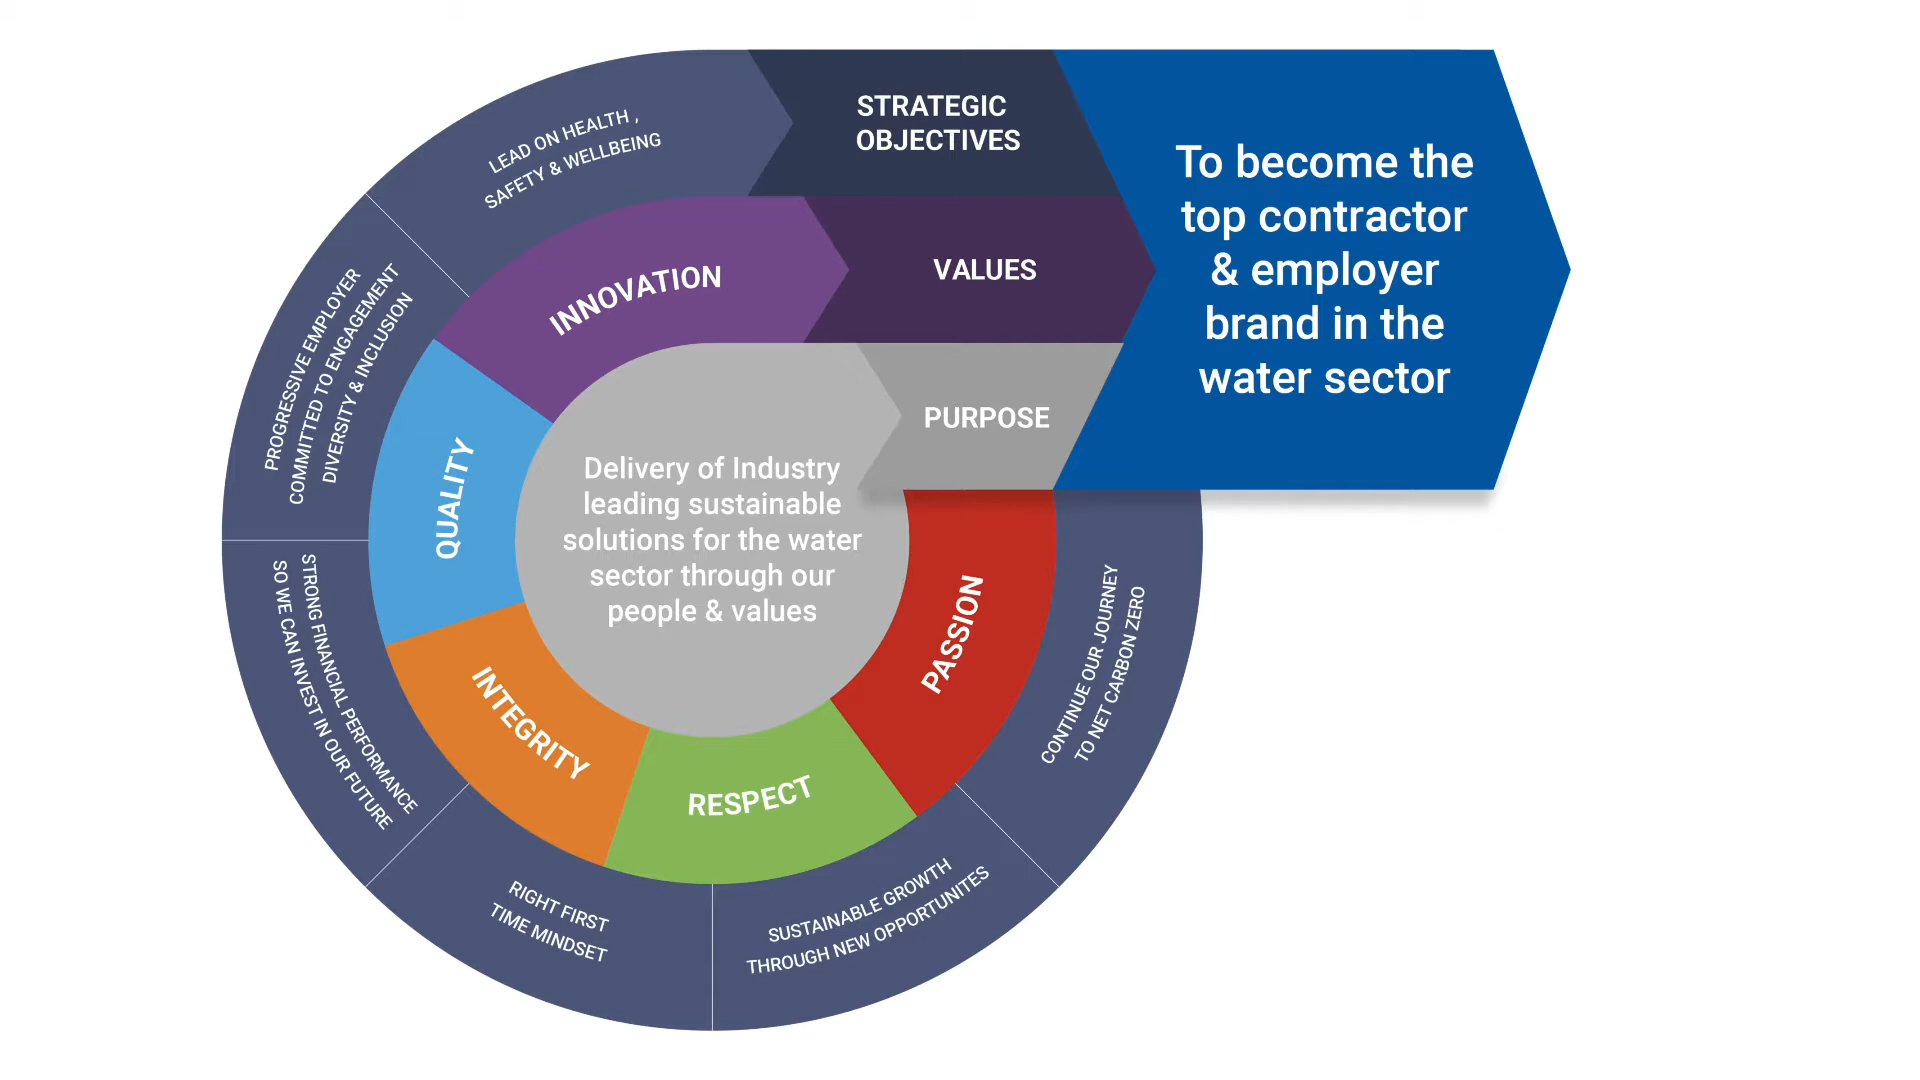 STRATEGIC
OBJECTIVES
VALUES
PURPOSE
To become the
top contractor
& employer
brand in the
water sector
LEAD ON HEALTH ,
SAFETY & WELLBEING
PROGRESSIVE EMPLOYER
COMMITTED TO ENGAGEMENT
DIVERSITY & INCLUSION
STRONG FINANCIAL PERFORMANCE
SO WE CAN INVEST IN OUR FUTURE
RIGHT FIRST
TIME MINDSET
SUSTAINABLE GROWTH
THROUGH NEW OPPORTUNITES
CONTINUE OUR JOURNEY
TO NET CARBON ZERO
INNOVATION
QUALITY
INTEGRITY
RESPECT
PASSION
Delivery of Industry
leading sustainable
solutions for the water
sector through our
people & values